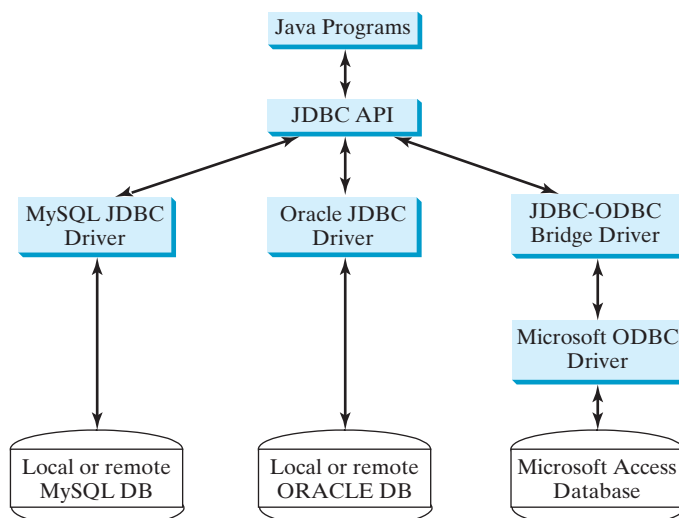 Java Programs
JDBC API
MySQL JDBC
Driver
Oracle JDBC
Driver
JDBC-ODBC
Bridge Driver
Microsoft ODBC
Driver
Local or remote
MySQL DB
Local or remote
ORACLE DB
Microsoft Access
Database